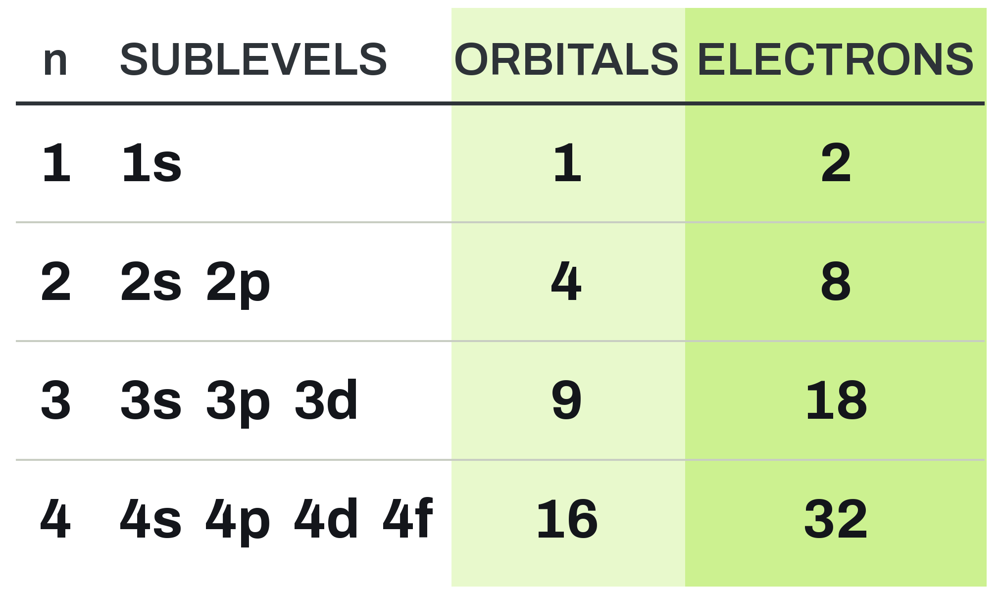 n SUBLEVELS ORBITALS ELECTRONS
1 1s 1 2
2 2s 2p 4 8
3 3s 3p 3d 9 18
4 4s 4p 4d 4f 16 32